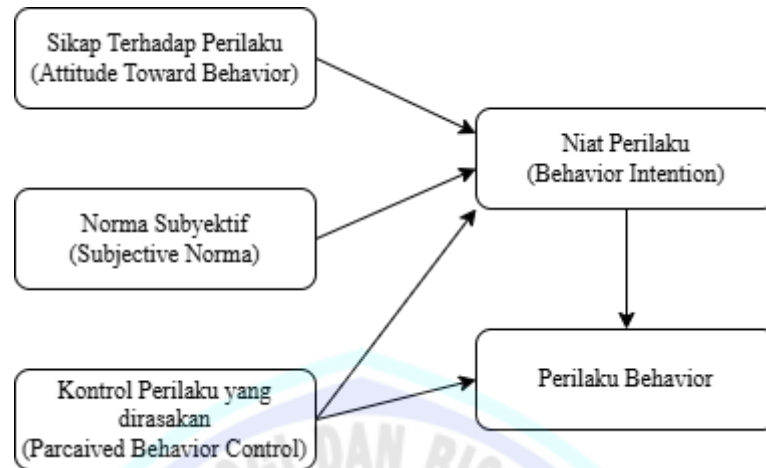 Sikap Terhadap Perilaku
(Attitude Toward Behavior)
Niat Perilaku
(Behavior Intention)
Norma Subyektif
(Subjective Norma)
Perilaku Behavior
Kontrol Perilaku yang
dirasakan
(Parcaived Behavior Control)
DAN